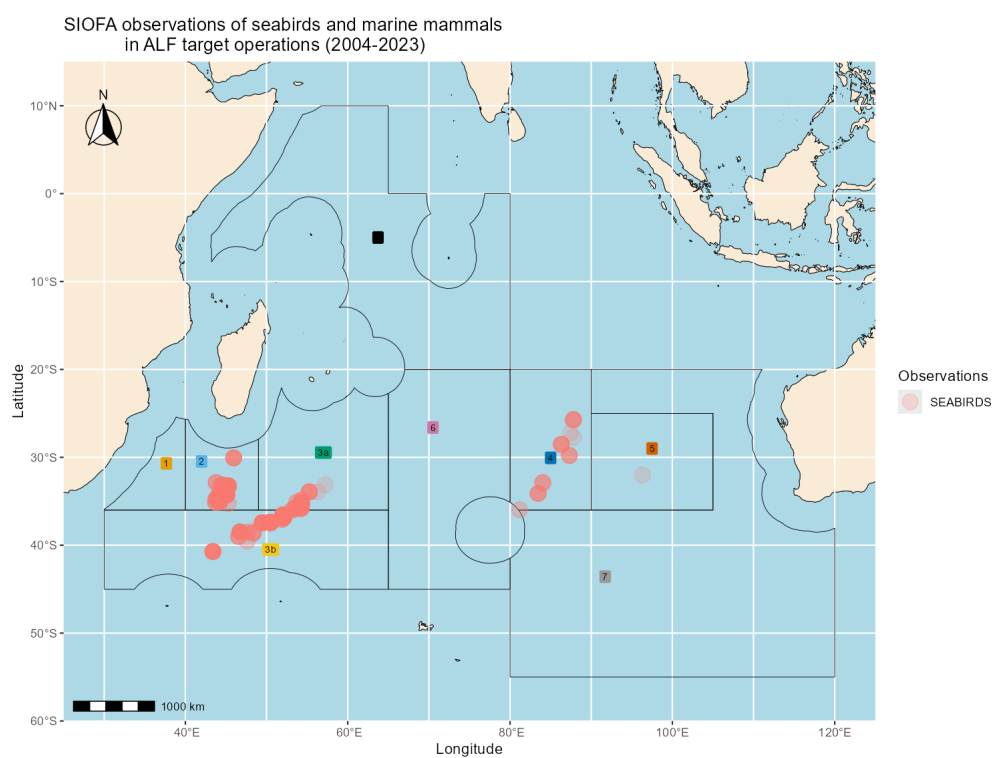 SIOFA observations of seabirds and marine mammals
in ALF target operations (2004-2023)
N
10°N
0°
10°S
20°S
30°S
40°S
50°S
60°S
Latitude
1
2
3a
3b
4
5
6
7
1000 km
40°E
60°E
80°E
100°E
120°E
Longitude
Observations
SEABIRDS